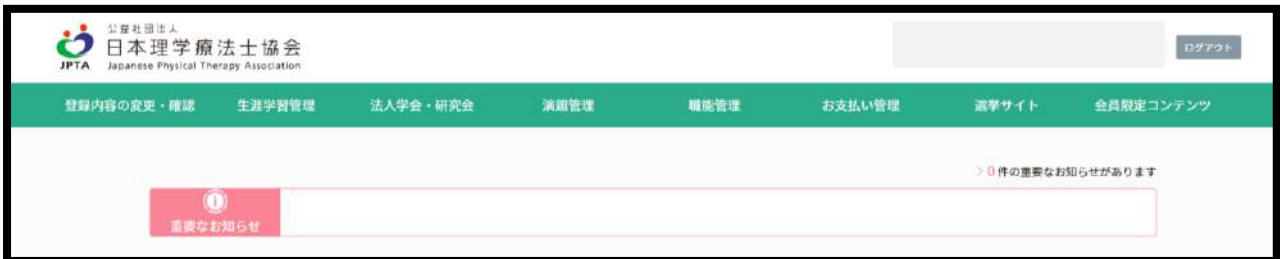 公益社団法人
日本理学療法士協会
JPTA Japanese Physical Therapy Association
ログアウト
登録内容の変更・確認 生涯学習管理 法人学会・研究会 演題管理 職能管理 お支払い管理 選挙サイト 会員限定コンテンツ
> 0 件の重要なお知らせがあります
重要なお知らせ